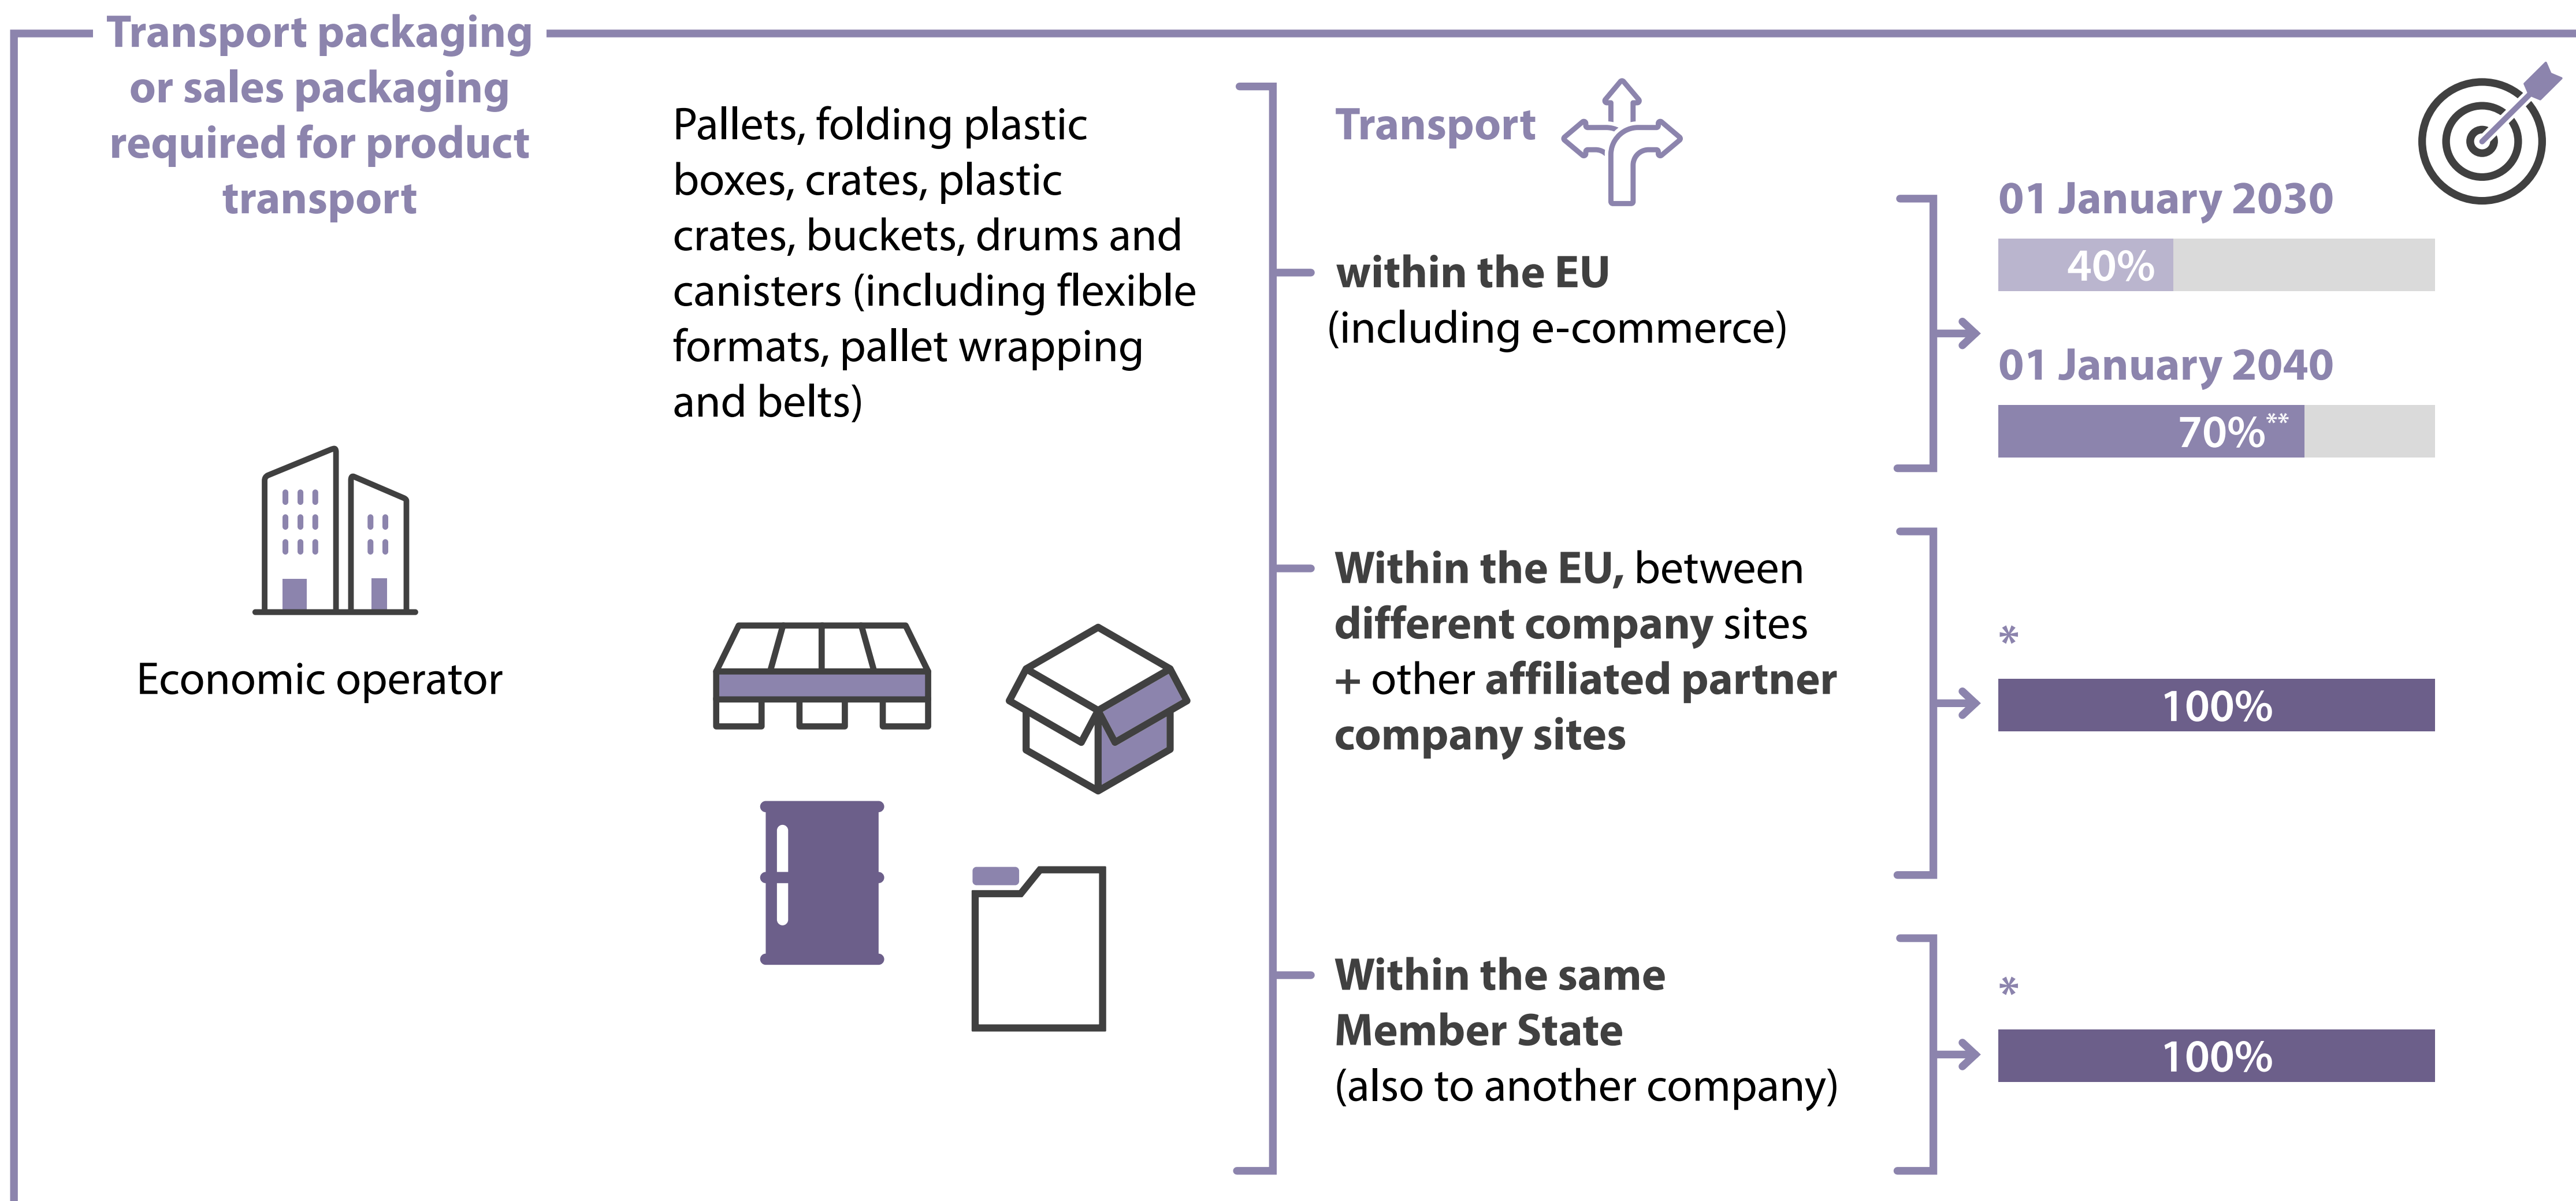 Transport packaging
or sales packaging
required for product
transport
Economic operator
Pallets, folding plastic
boxes, crates, plastic
crates, buckets, drums and
canisters (including flexible
formats, pallet wrapping
and belts)
Transport
within the EU
(including e-commerce)
01 January 2030
40%
01 January 2040
70%**
Within the EU, between
different company sites
+ other affiliated partner
company sites
*
100%
Within the same
Member State
(also to another company)
*
100%